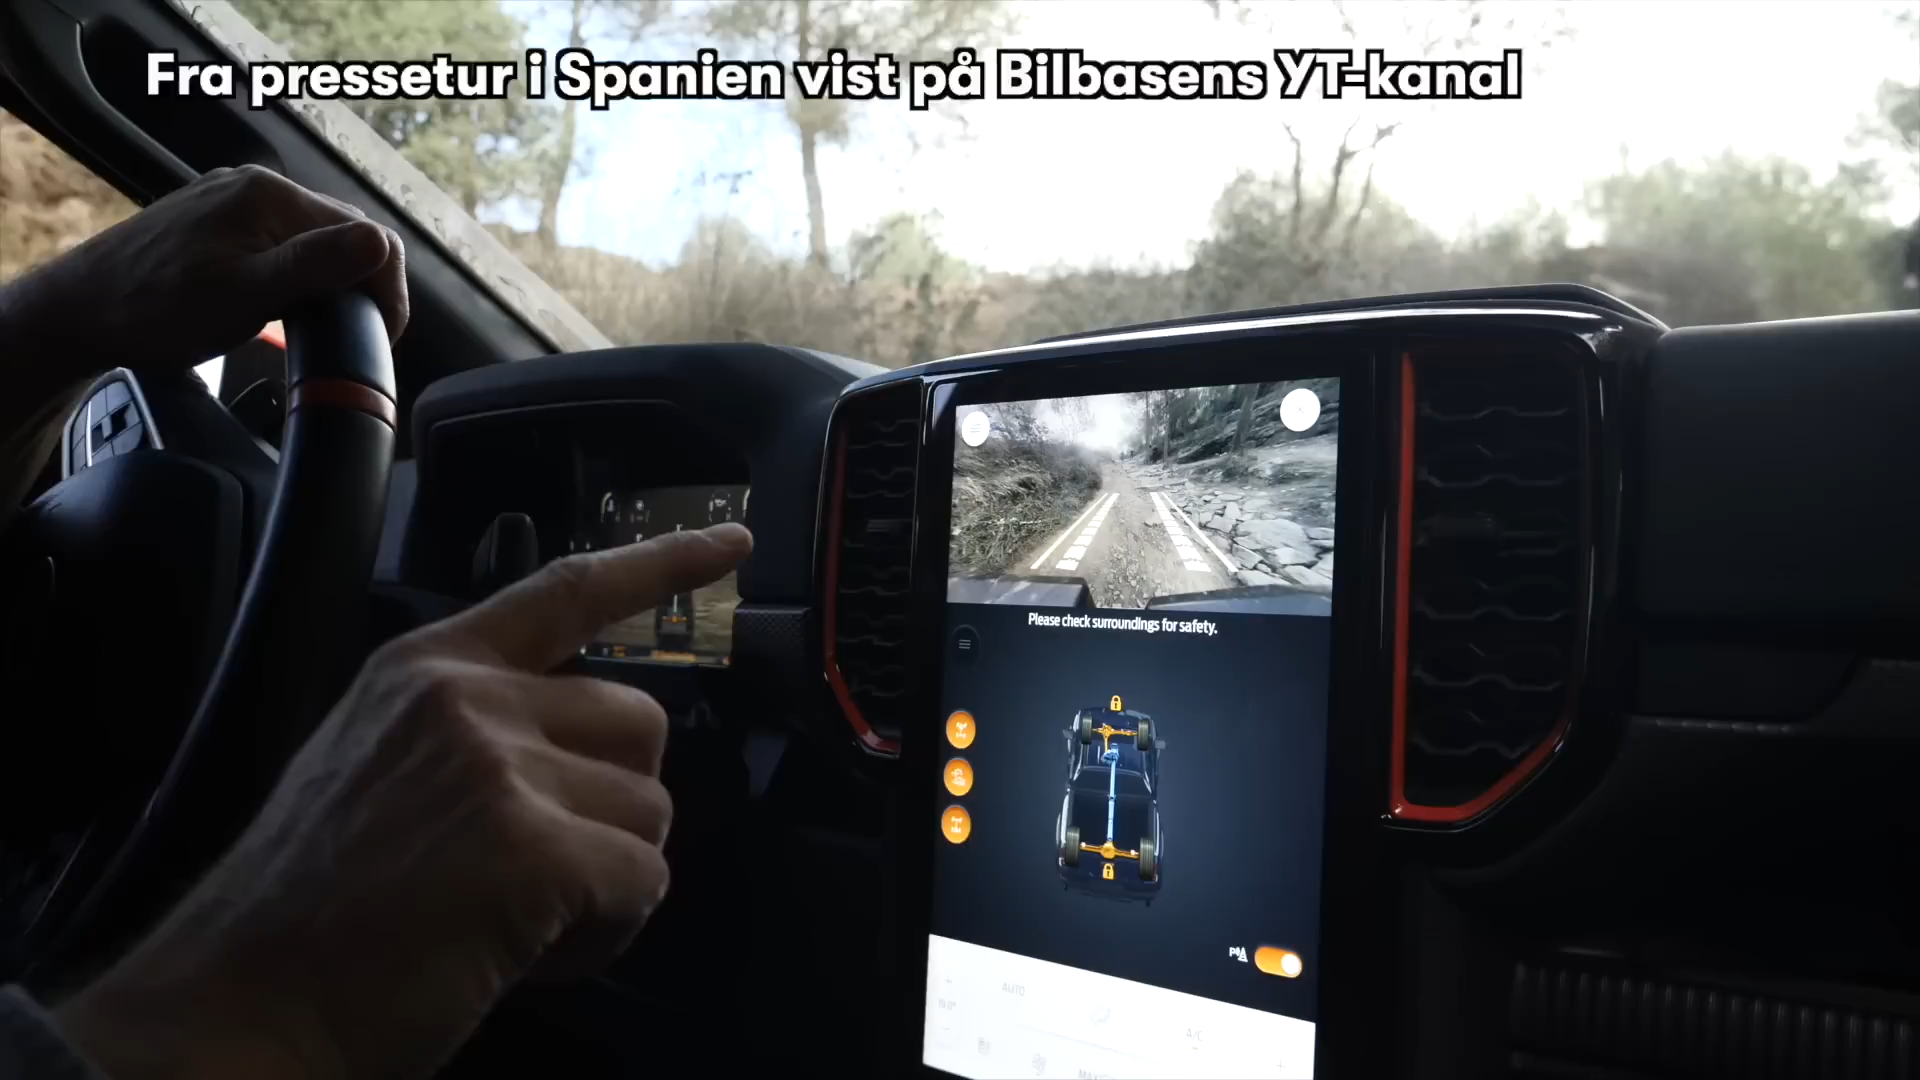 Fra pressetur i Spanien vist på Bilbasens YT-kanal
Please check surroundings for safety.
AUTO
A/C